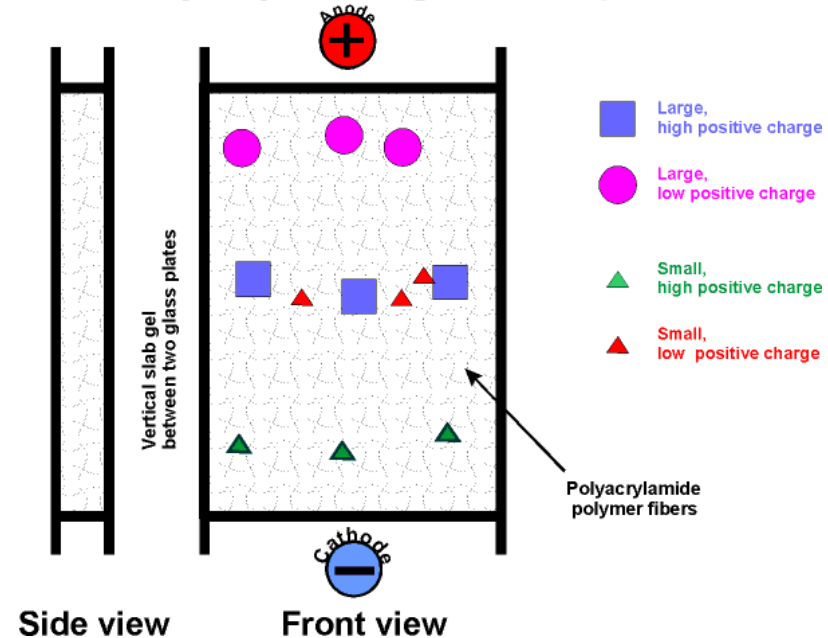 Anode
+
Large,
high positive charge
Large,
low positive charge
Vertical slab gel
between two glass plates
Small,
high positive charge
Small,
low positive charge
Polyacrylamide
polymer fibers
Cathode
−
Side view
Front view